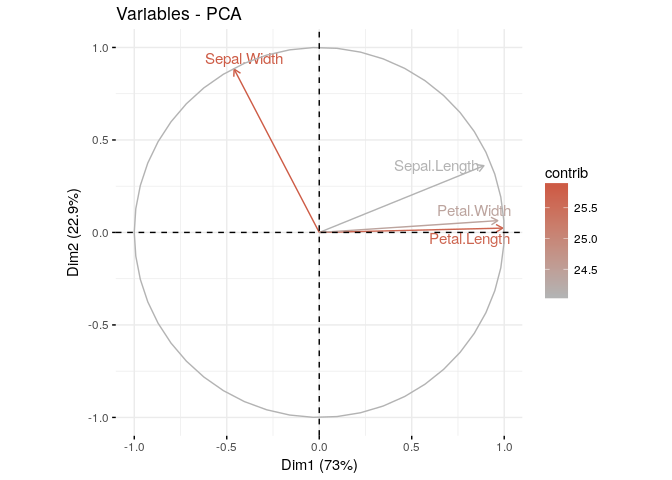 Variables - PCA
1.0
Sepal.Width
0.5
Sepal.Length
Petal.Width
0.0
Petal.Length
-0.5
-1.0
-1.0 -0.5 0.0 0.5 1.0
Dim1 (73%)
Dim2 (22.9%)
contrib
25.5
25.0
24.5